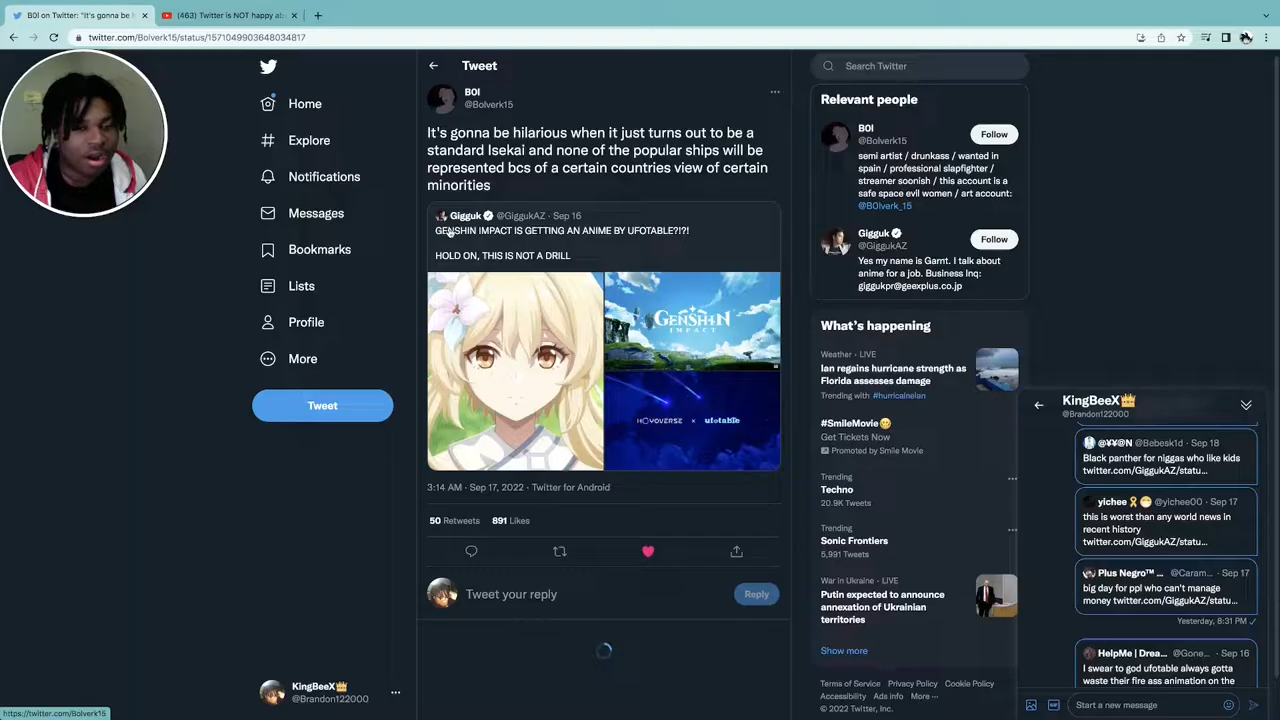 B0l on Twitter: "It's gonna be h
(463) Twitter is NOT happy ab
twitter.com/Bolverk15/status/1571049903648034817
Home
Explore
Notifications
Messages
Bookmarks
Lists
Profile
More
Tweet
KingBeeX👑
@Brandon122000
https://twitter.com/Bolverk15
Tweet
B0l
@Bolverk15
It's gonna be hilarious when it just turns out to be a
standard Isekai and none of the popular ships will be
represented bcs of a certain countries view of certain
minorities
Gigguk @GiggukAZ · Sep 16
GENSHIN IMPACT IS GETTING AN ANIME BY UFOTABLE?!?!
HOLD ON, THIS IS NOT A DRILL
GENSHIN
IMPACT
HOYOVERSE x ufotable
3:14 AM · Sep 17, 2022 · Twitter for Android
50 Retweets 891 Likes
Tweet your reply
Reply
Search Twitter
Relevant people
B0l
@Bolverk15
Follow
semi artist / drunkass / wanted in
spain / professional slapfighter /
streamer soonish / this account is a
safe space evil women / art account:
@B0lverk_15
Gigguk
@GiggukAZ
Follow
Yes my name is Garnt. I talk about
anime for a job. Business Inq:
giggukpr@geexplus.co.jp
What's happening
Weather · LIVE
Ian regains hurricane strength as
Florida assesses damage
Trending with #hurricaneIan
#SmileMovie
Get Tickets Now
Promoted by Smile Movie
Trending
Techno
20.9K Tweets
Trending
Sonic Frontiers
5,991 Tweets
War in Ukraine · LIVE
Putin expected to announce
annexation of Ukrainian
territories
Show more
Terms of Service Privacy Policy Cookie Policy
Accessibility Ads info More ···
© 2022 Twitter, Inc.
KingBeeX👑
@Brandon122000
@¥¥@N @Bebesk1d · Sep 18
Black panther for niggas who like kids
twitter.com/GiggukAZ/statu...
yichee @yichee00 · Sep 17
this is worst than any world news in
recent history
twitter.com/GiggukAZ/statu...
Plus Negro™ ... @Caram... · Sep 17
big day for ppl who can't manage
money twitter.com/GiggukAZ/statu...
Yesterday, 8:31 PM
HelpMe | Drea... @Gone... · Sep 16
I swear to god ufotable always gotta
waste their fire ass animation on the
Start a new message